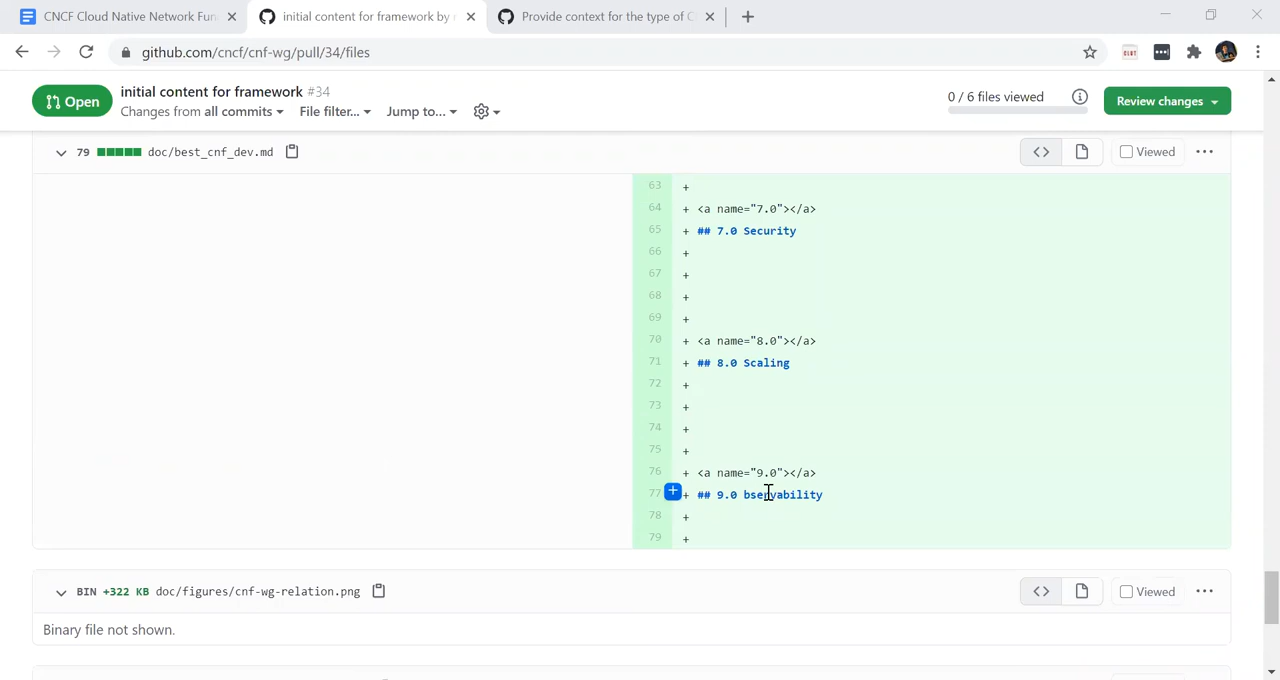 CNCF Cloud Native Network Fun
initial content for framework by
Provide context for the type of C
github.com/cncf/cnf-wg/pull/34/files
CLUT
Open
initial content for framework #34
Changes from all commits
File filter...
Jump to...
0 / 6 files viewed
Review changes
79 doc/best_cnf_dev.md
Viewed
63 +
64 + <a name="7.0"></a>
65 + ## 7.0 Security
66 +
67 +
68 +
69 +
70 + <a name="8.0"></a>
71 + ## 8.0 Scaling
72 +
73 +
74 +
75 +
76 + <a name="9.0"></a>
77 + ## 9.0 bservability
78 +
79 +
BIN +322 KB doc/figures/cnf-wg-relation.png
Viewed
Binary file not shown.